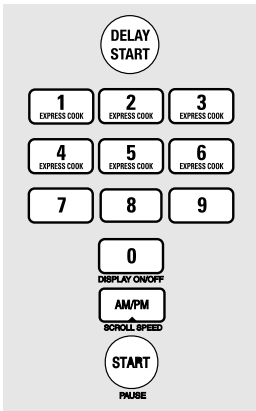 DELAY
START
1 2 3
EXPRESS COOK EXPRESS COOK EXPRESS COOK
4 5 6
EXPRESS COOK EXPRESS COOK EXPRESS COOK
7 8 9
0
DISPLAY ON/OFF
AM/PM
SCROLL SPEED
START
PAUSE